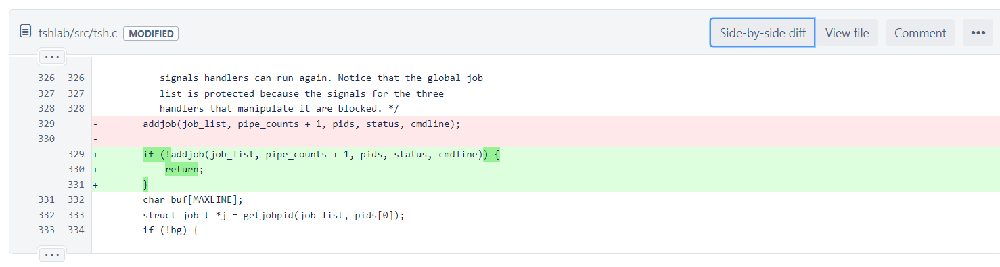 tshlab/src/tsh.c MODIFIED Side-by-side diff View file Comment •••
...
326 326 signals handlers can run again. Notice that the global job
327 327 list is protected because the signals for the three
328 328 handlers that manipulate it are blocked. */
329 - addjob(job_list, pipe_counts + 1, pids, status, cmdline);
330 -
329 + if (!addjob(job_list, pipe_counts + 1, pids, status, cmdline)) {
330 + return;
331 + }
331 332 char buf[MAXLINE];
332 333 struct job_t *j = getjobpid(job_list, pids[0]);
333 334 if (!bg) {
...